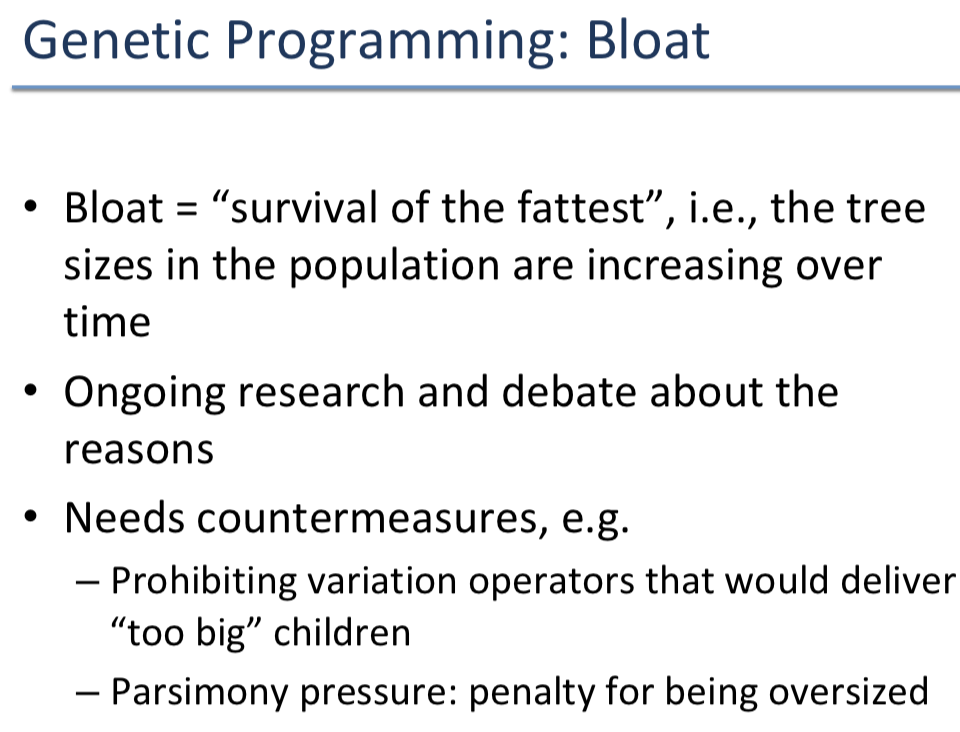 Genetic Programming: Bloat
• Bloat = “survival of the fattest”, i.e., the tree
sizes in the population are increasing over
time
• Ongoing research and debate about the
reasons
• Needs countermeasures, e.g.
– Prohibiting variation operators that would deliver
“too big” children
– Parsimony pressure: penalty for being oversized